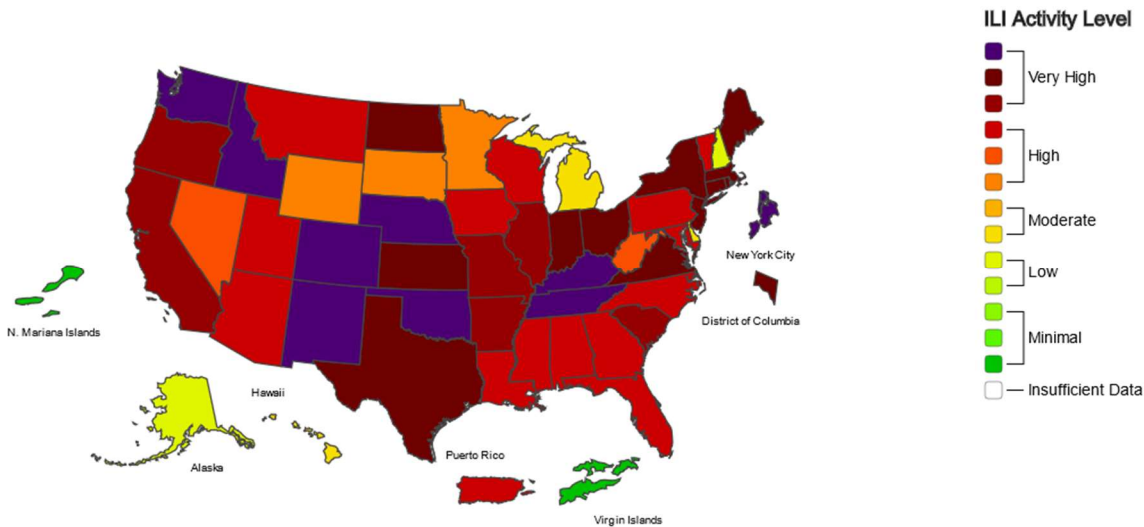 ILI Activity Level
Very High
High
Moderate
Low
Minimal
Insufficient Data
New York City
District of Columbia
N. Mariana Islands
Hawaii
Alaska
Puerto Rico
Virgin Islands